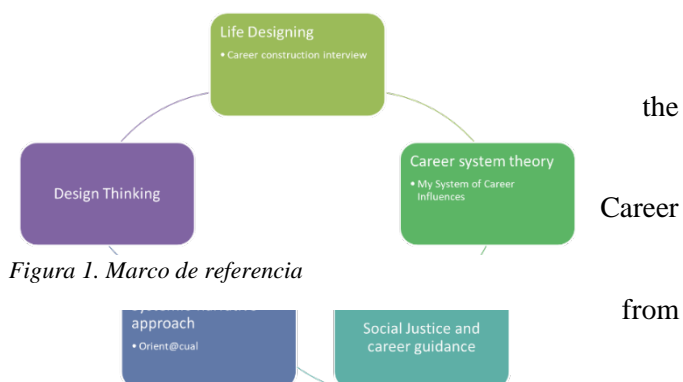 Life Designing
• Career construction interview
the
Career system theory
• My System of Career
Influences
Design Thinking
Career
Figura 1. Marco de referencia
from
approach
• Orient@cual
Social Justice and
career guidance